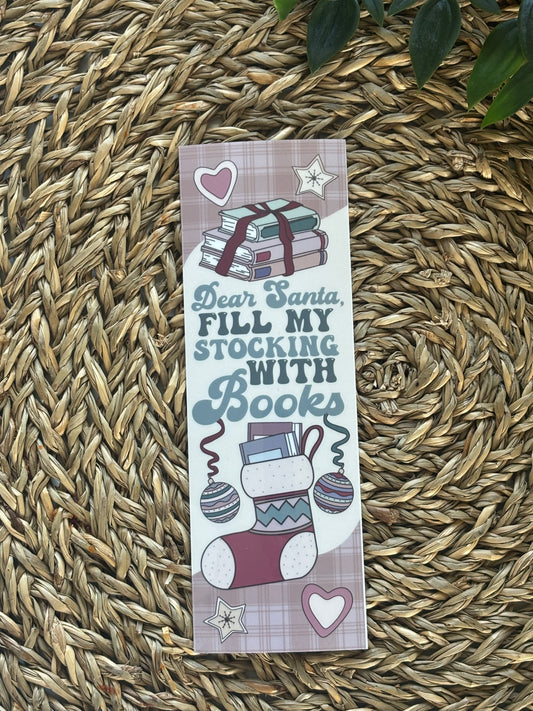 Dear Santa,
FILL MY
STOCKING
WITH
Books